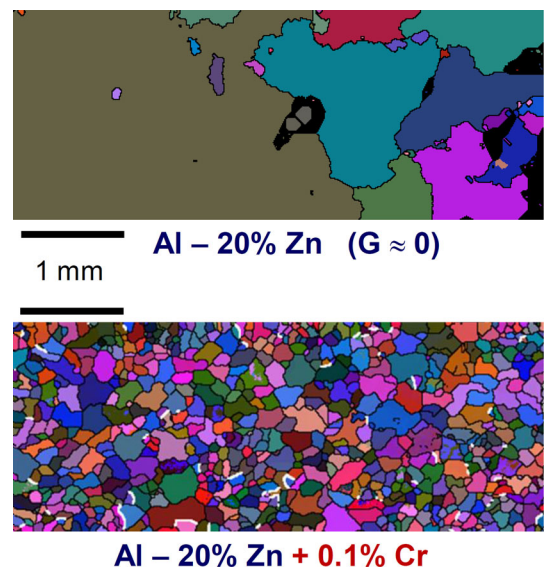 Al – 20% Zn (G ≈ 0)
1 mm
Al – 20% Zn + 0.1% Cr